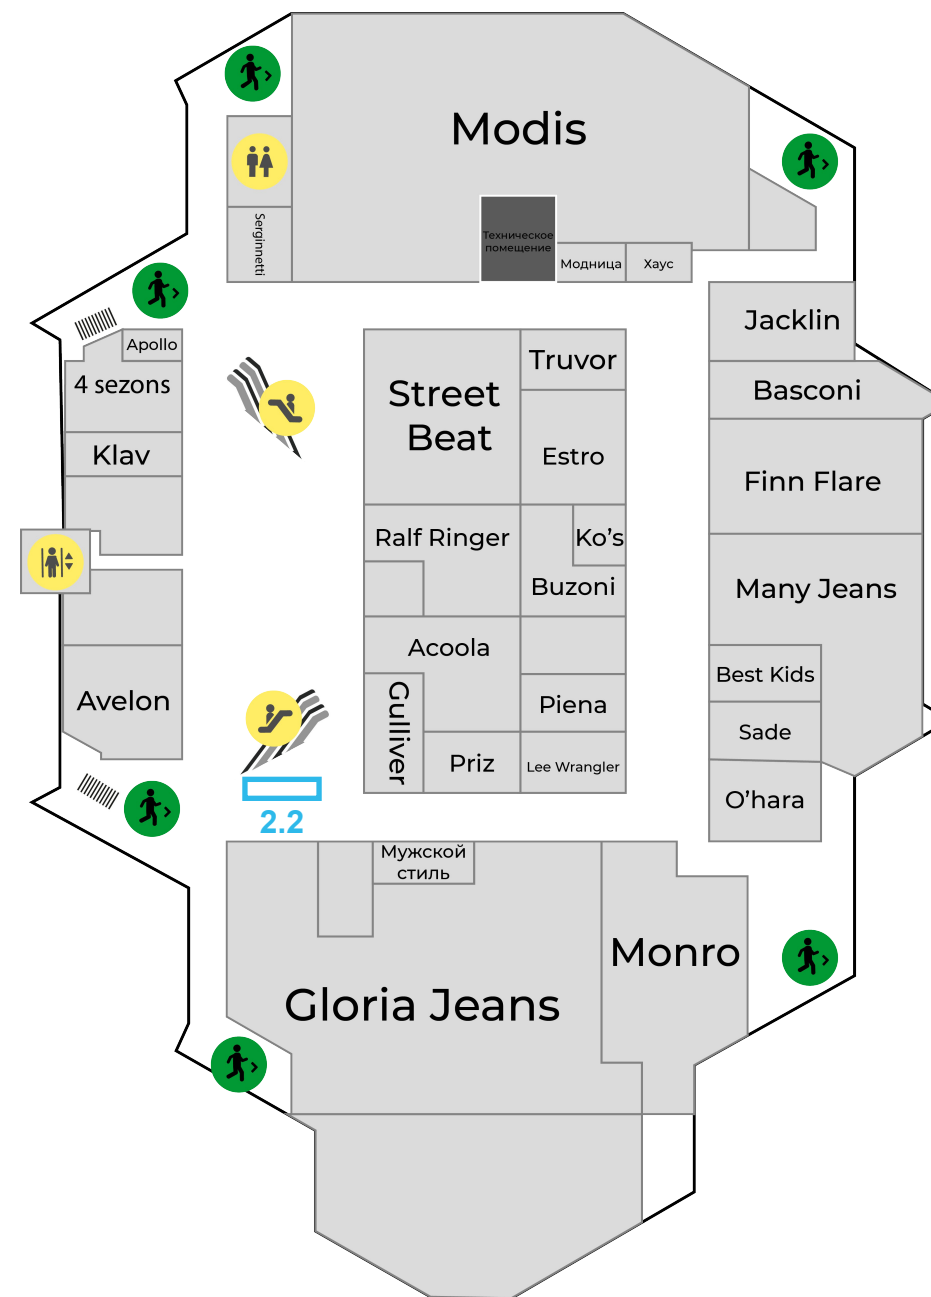 Modis
Serginnetti
Техническое
помещение
Модница
Хаус
Jacklin
Apollo
4 sezons
Basconi
Klav
Street
Beat
Truvor
Estro
Finn Flare
Ralf Ringer
Ko’s
Buzoni
Many Jeans
Acoola
Best Kids
Avelon
Gulliver
Piena
Sade
Priz
Lee Wrangler
O’hara
2.2
Мужской
стиль
Monro
Gloria Jeans